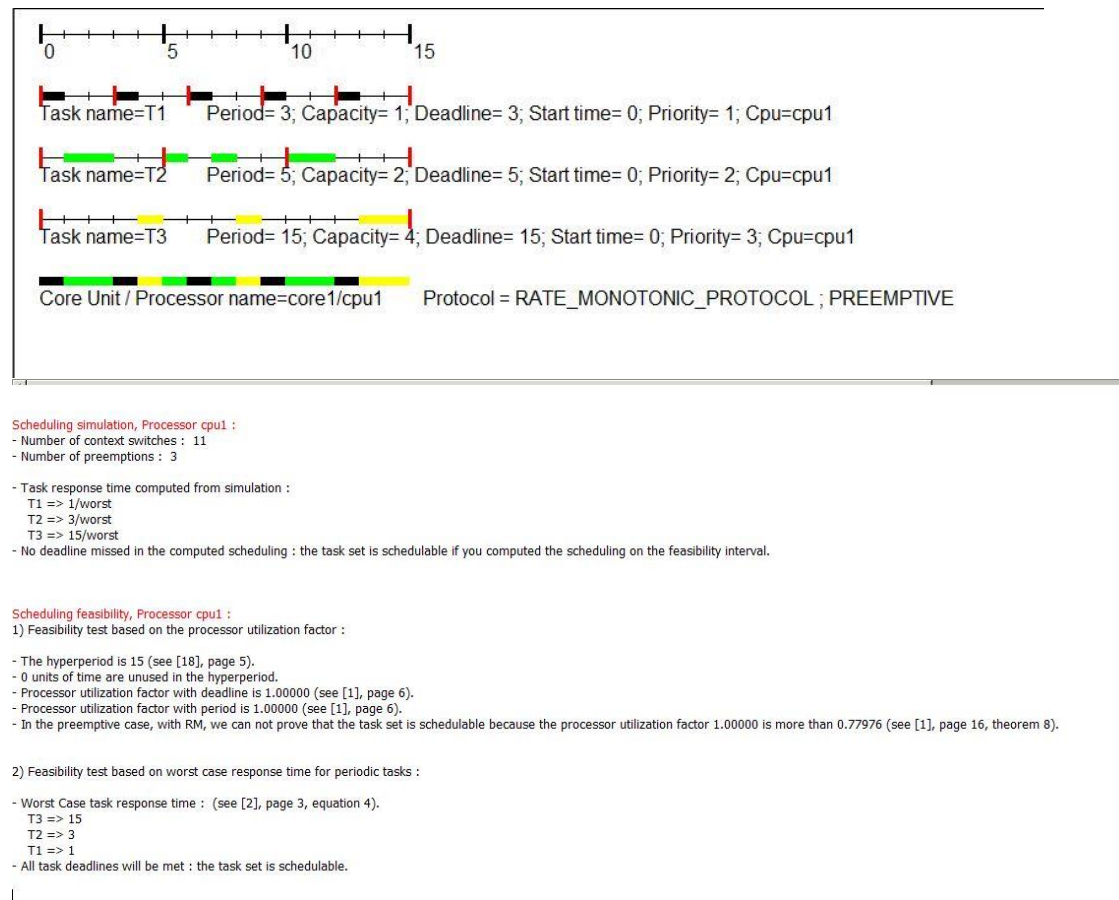 0 5 10 15
Task name=T1 Period= 3; Capacity= 1; Deadline= 3; Start time= 0; Priority= 1; Cpu=cpu1
Task name=T2 Period= 5; Capacity= 2; Deadline= 5; Start time= 0; Priority= 2; Cpu=cpu1
Task name=T3 Period= 15; Capacity= 4; Deadline= 15; Start time= 0; Priority= 3; Cpu=cpu1
Core Unit / Processor name=core1/cpu1 Protocol = RATE_MONOTONIC_PROTOCOL ; PREEMPTIVE
Scheduling simulation, Processor cpu1 :
- Number of context switches : 11
- Number of preemptions : 3
- Task response time computed from simulation :
T1 => 1/worst
T2 => 3/worst
T3 => 15/worst
- No deadline missed in the computed scheduling : the task set is schedulable if you computed the scheduling on the feasibility interval.
Scheduling feasibility, Processor cpu1 :
1) Feasibility test based on the processor utilization factor :
- The hyperperiod is 15 (see [18], page 5).
- 0 units of time are unused in the hyperperiod.
- Processor utilization factor with deadline is 1.00000 (see [1], page 6).
- Processor utilization factor with period is 1.00000 (see [1], page 6).
- In the preemptive case, with RM, we can not prove that the task set is schedulable because the processor utilization factor 1.00000 is more than 0.77976 (see [1], page 16, theorem 8).
2) Feasibility test based on worst case response time for periodic tasks :
- Worst Case task response time : (see [2], page 3, equation 4).
T3 => 15
T2 => 3
T1 => 1
- All task deadlines will be met : the task set is schedulable.